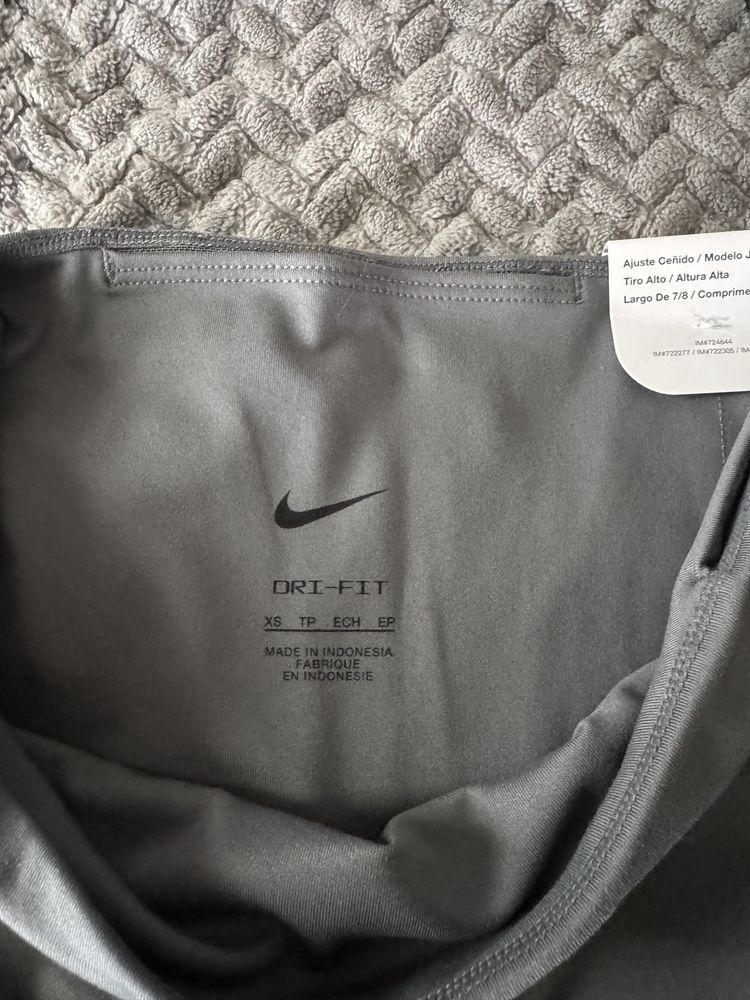 Ajuste Ceñido / Modelo J
Tiro Alto / Altura Alta
Largo De 7/8 / Comprime
IM#724644
IM#722277 / IM#722305 / IM
DRI-FIT
XS TP ECH EP
MADE IN INDONESIA
FABRIQUE
EN INDONESIE